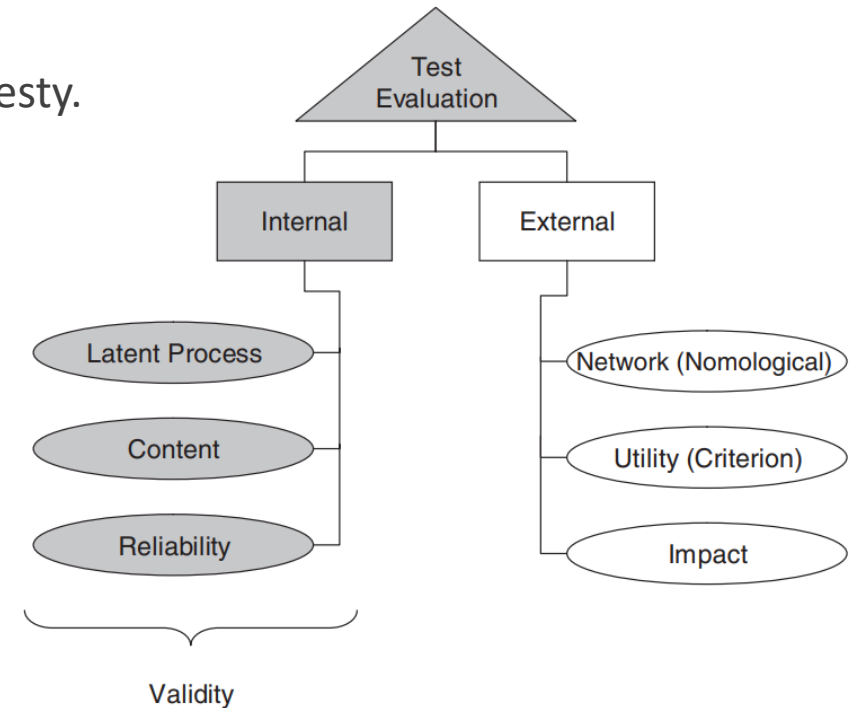 esty.
Test
Evaluation
Internal
External
Latent Process
Network (Nomological)
Content
Utility (Criterion)
Reliability
Impact
Validity